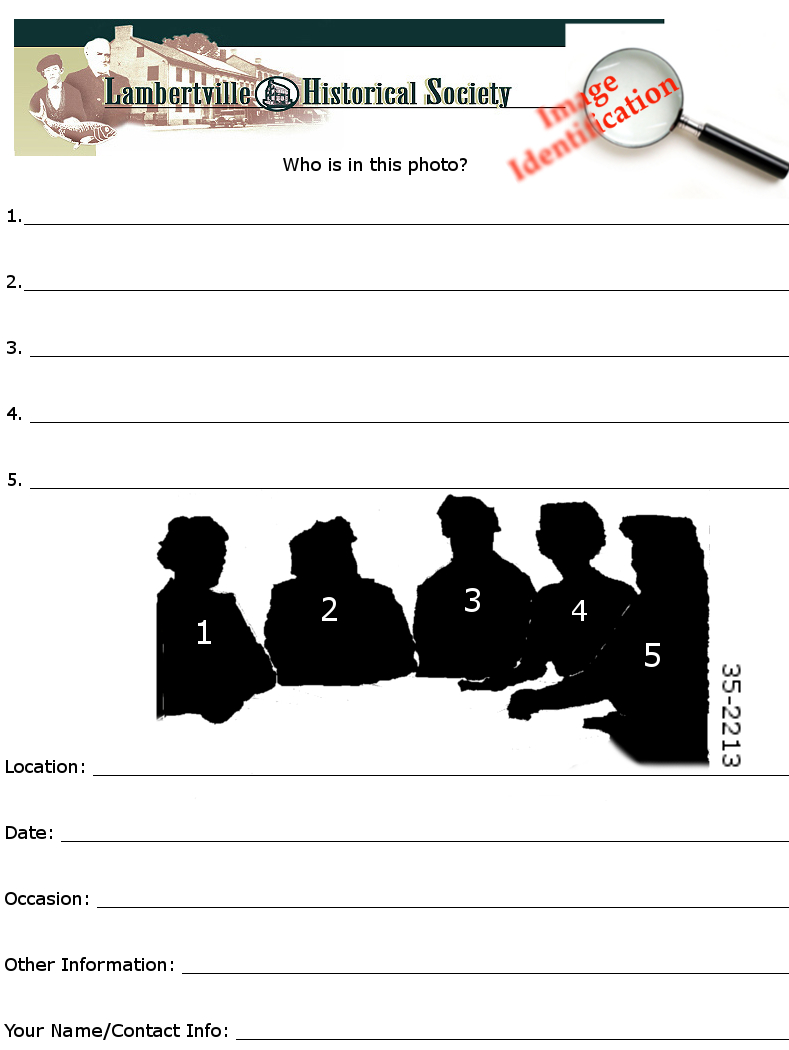 Lambertville Historical Society
Image
Identification
Who is in this photo?
1.
2.
3.
4.
5.
1
2
3
4
5
35-2213
Location:
Date:
Occasion:
Other Information:
Your Name/Contact Info: